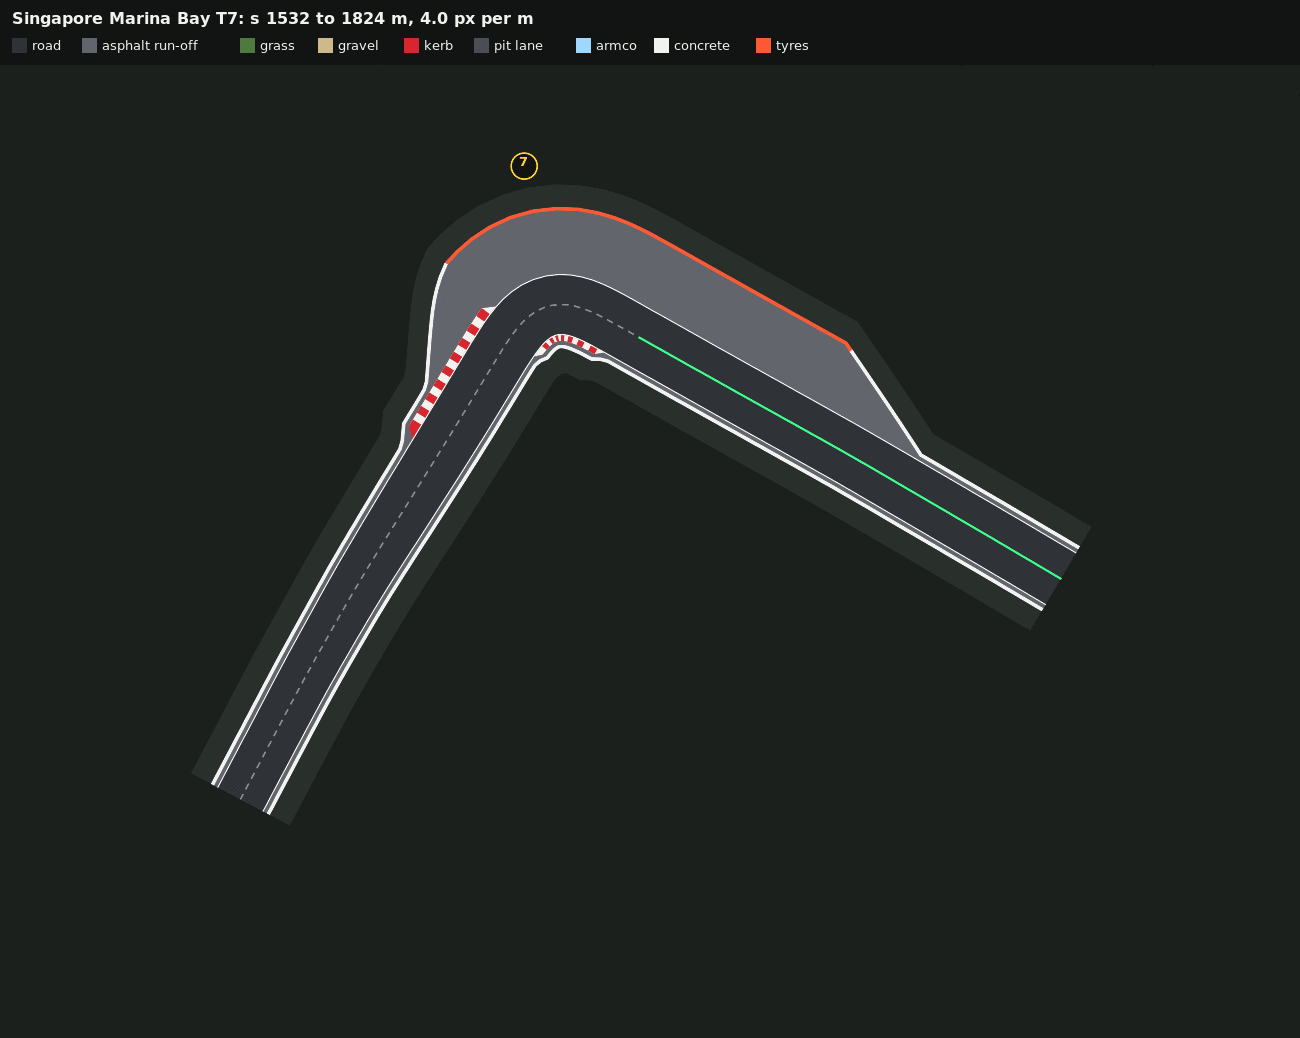 Singapore Marina Bay T7: s 1532 to 1824 m, 4.0 px per m
road asphalt run-off grass gravel kerb pit lane armco concrete tyres
7